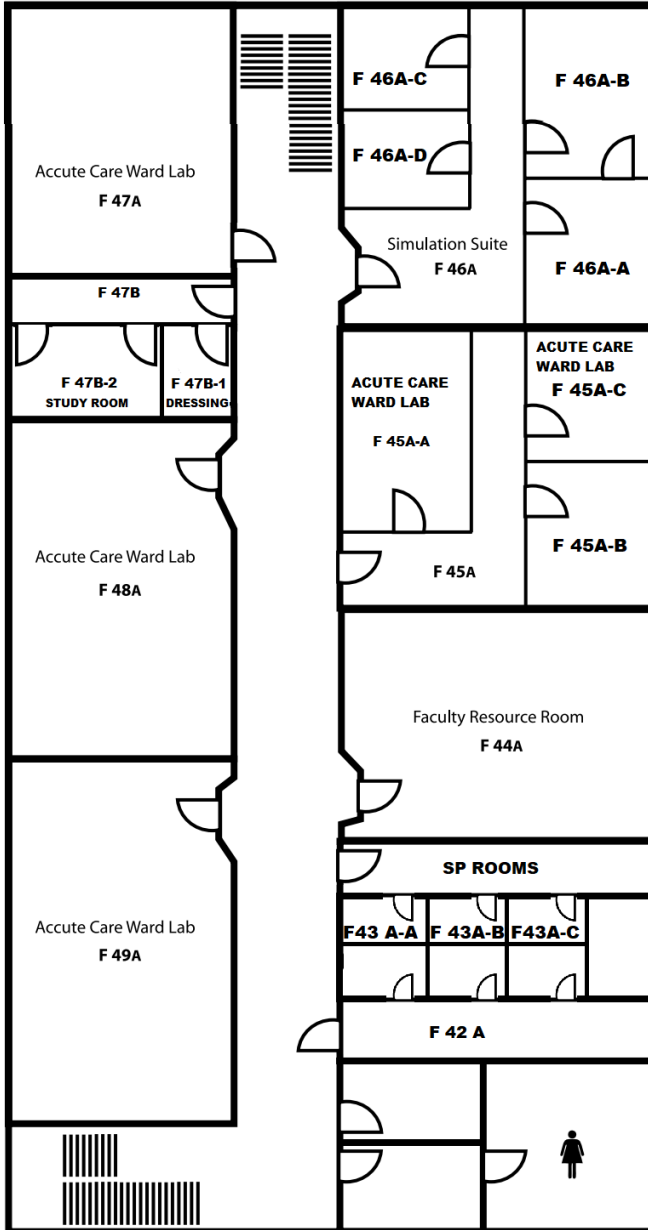 F 46A-C
F 46A-B
F 46A-D
Accute Care Ward Lab
F 47A
Simulation Suite
F 46A
F 46A-A
F 47B
F 47B-2
STUDY ROOM
F 47B-1
DRESSING
ACUTE CARE
WARD LAB
F 45A-A
ACUTE CARE
WARD LAB
F 45A-C
F 45A-B
F 45A
Accute Care Ward Lab
F 48A
Faculty Resource Room
F 44A
SP ROOMS
F43 A-A
F 43A-B
F43A-C
Accute Care Ward Lab
F 49A
F 42 A